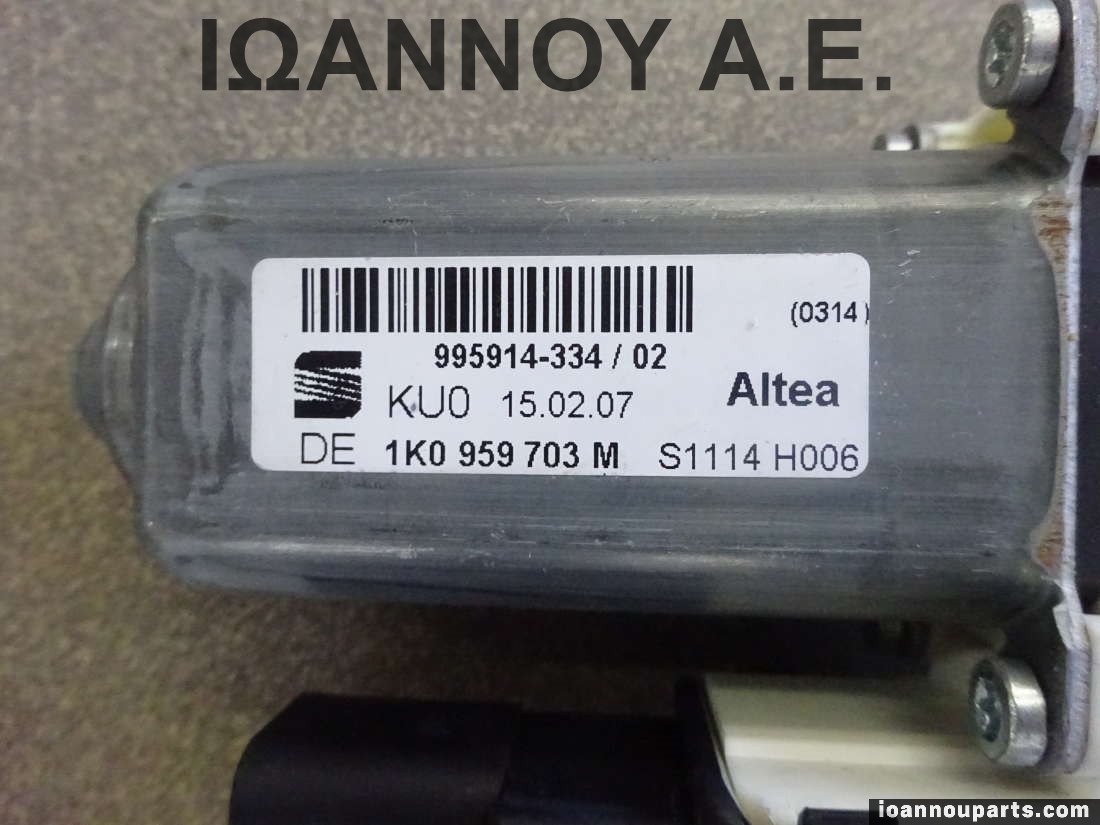 ΙΩΑΝΝΟΥ Α.Ε.
(0314)
995914-334 / 02
KU0 15.02.07
Altea
DE 1K0 959 703 M S1114 H006
ioannouparts.com